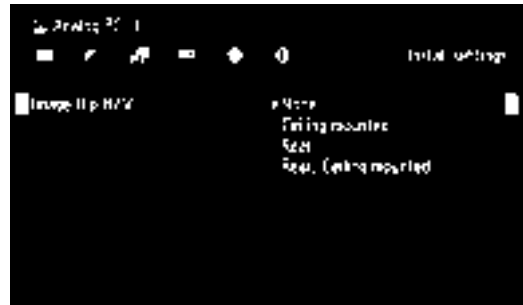 Analog PC-1
Initial settings
Image flip H/V
None
Ceiling mounted
Rear
Rear, Ceiling mounted